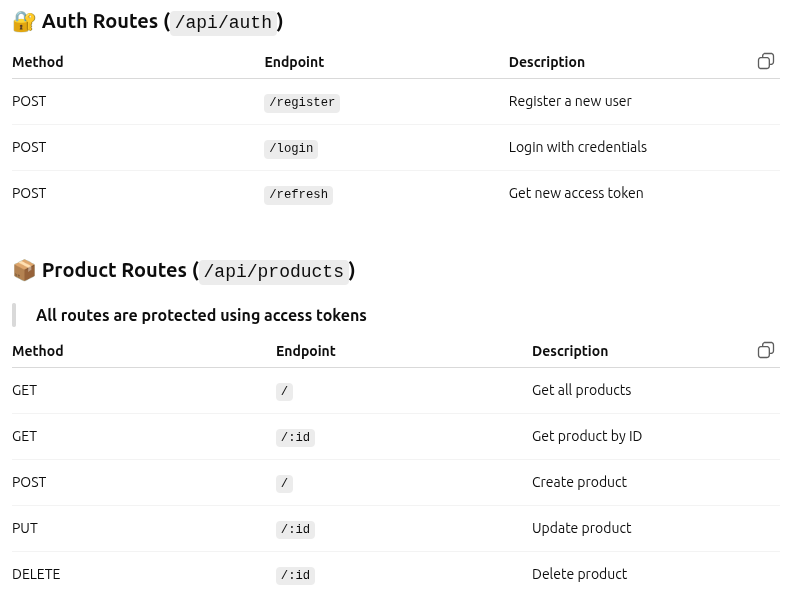 🔐 Auth Routes (/api/auth)
Method Endpoint Description
POST /register Register a new user
POST /login Login with credentials
POST /refresh Get new access token
📦 Product Routes (/api/products)
All routes are protected using access tokens
Method Endpoint Description
GET / Get all products
GET /:id Get product by ID
POST / Create product
PUT /:id Update product
DELETE /:id Delete product